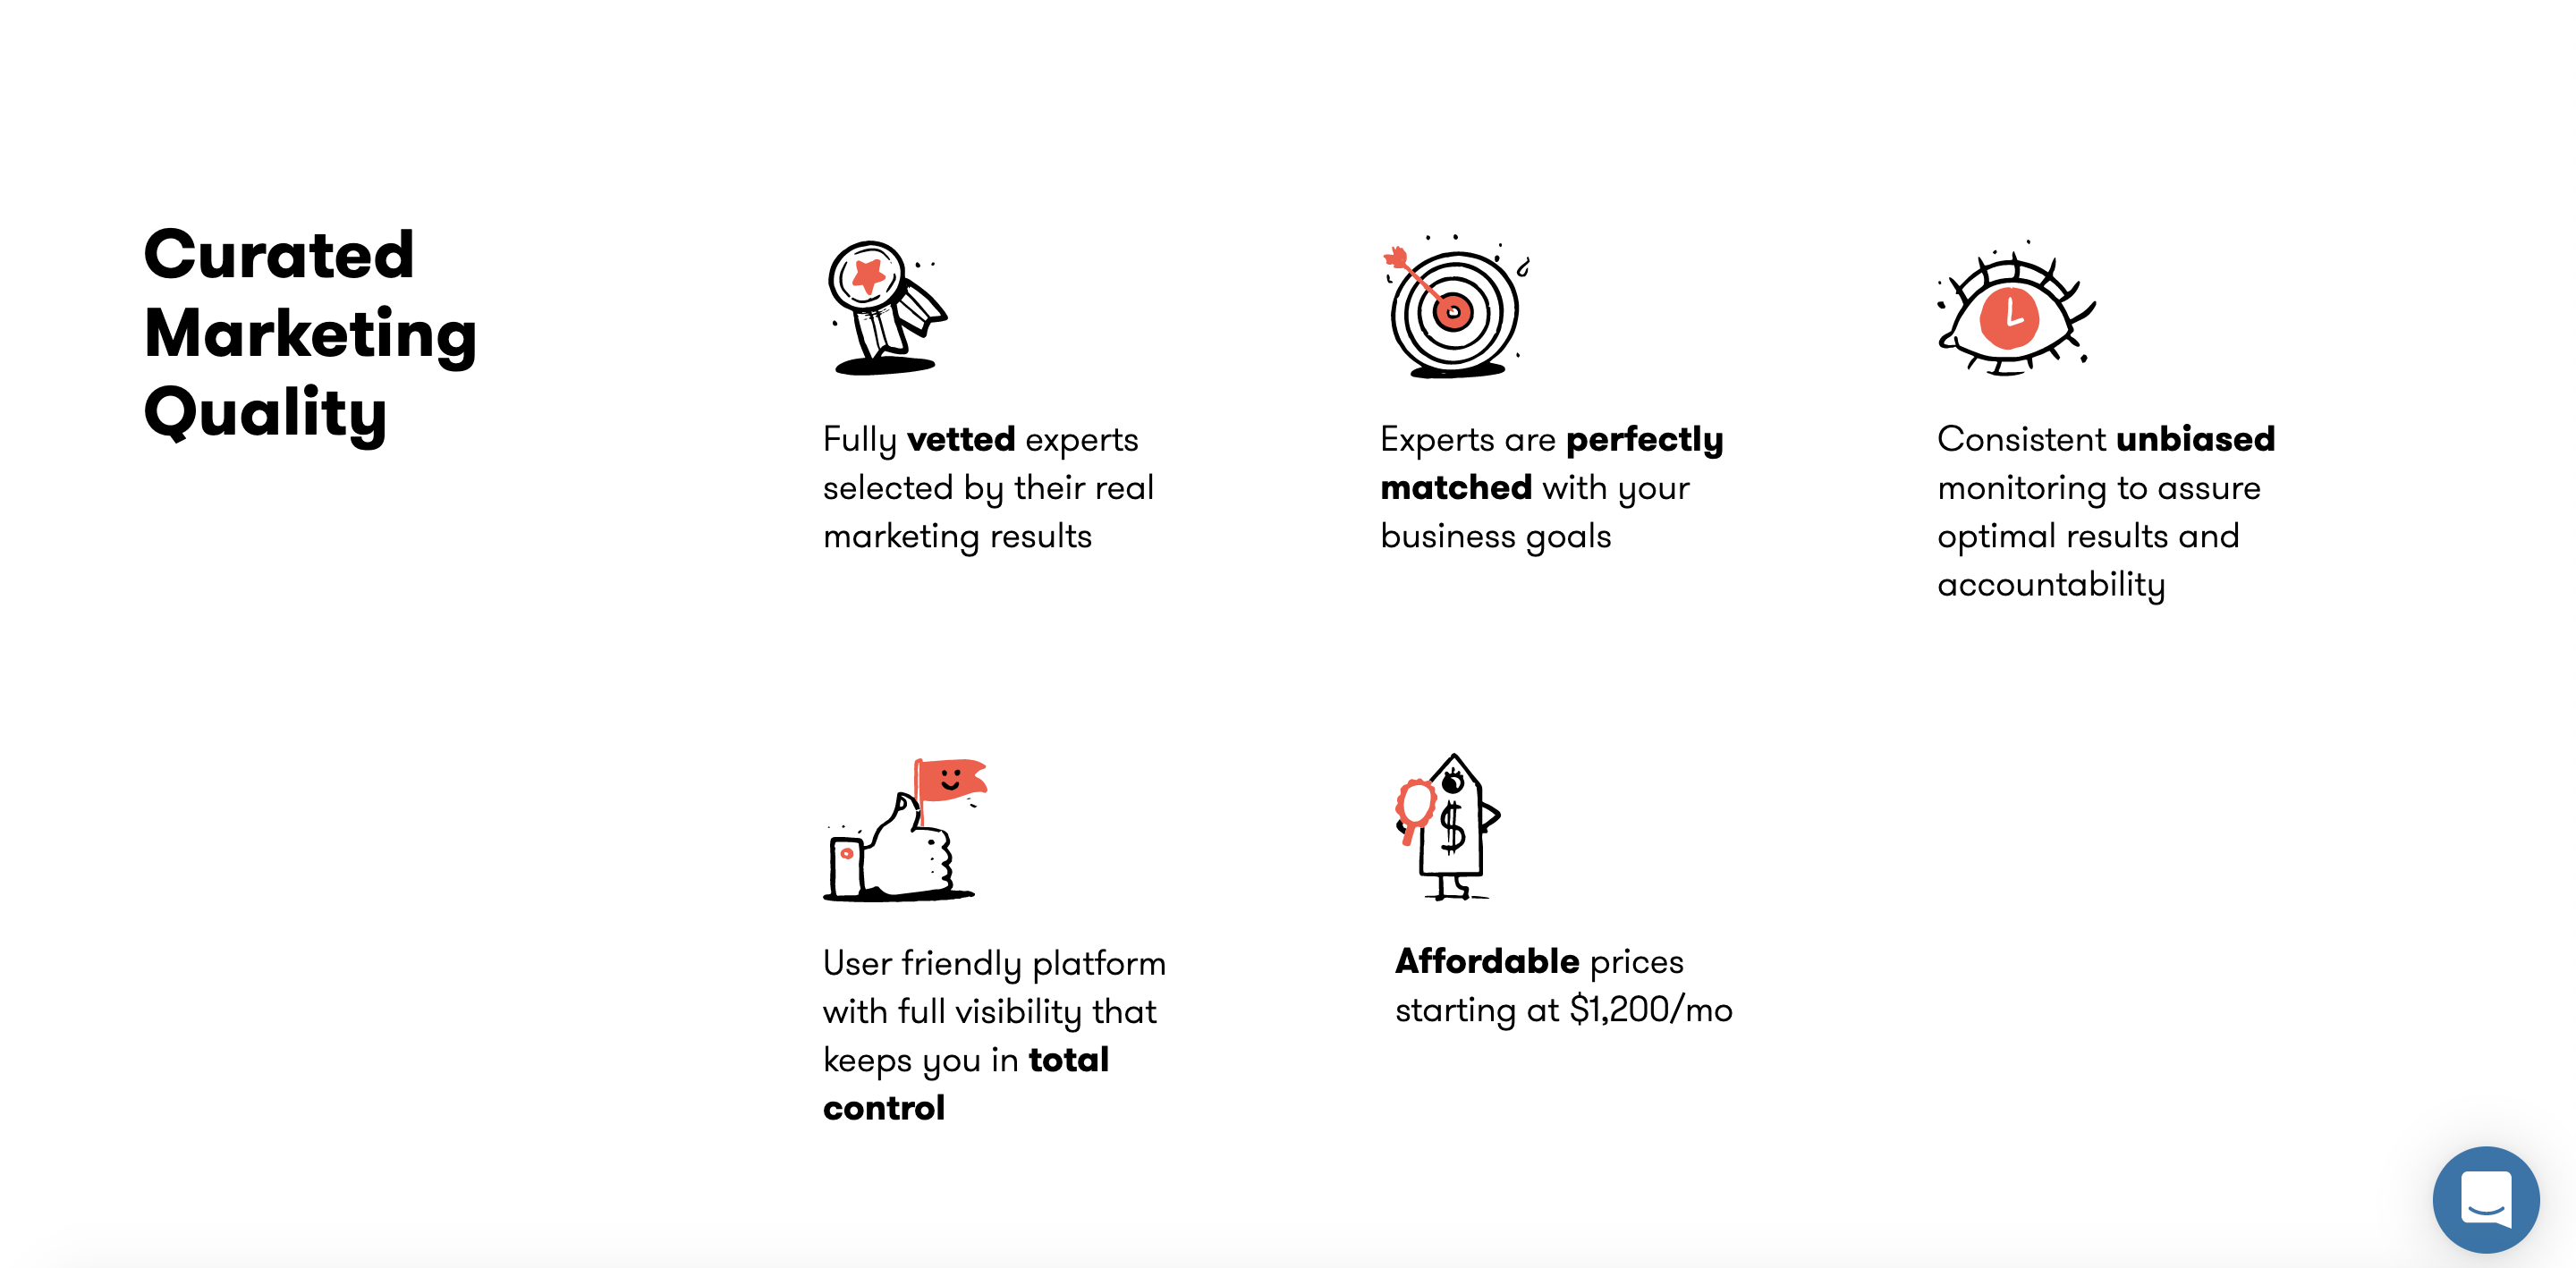 Curated
Marketing
Quality
Fully vetted experts
selected by their real
marketing results
Experts are perfectly
matched with your
business goals
Consistent unbiased
monitoring to assure
optimal results and
accountability
User friendly platform
with full visibility that
keeps you in total
control
$
Affordable prices
starting at $1,200/mo